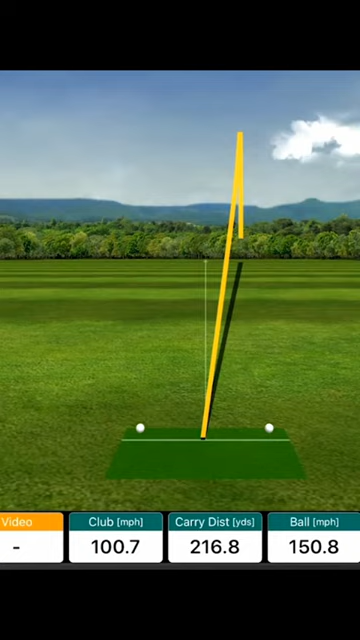 Video
Club [mph]
Carry Dist [yds]
Ball [mph]
-
100.7
216.8
150.8